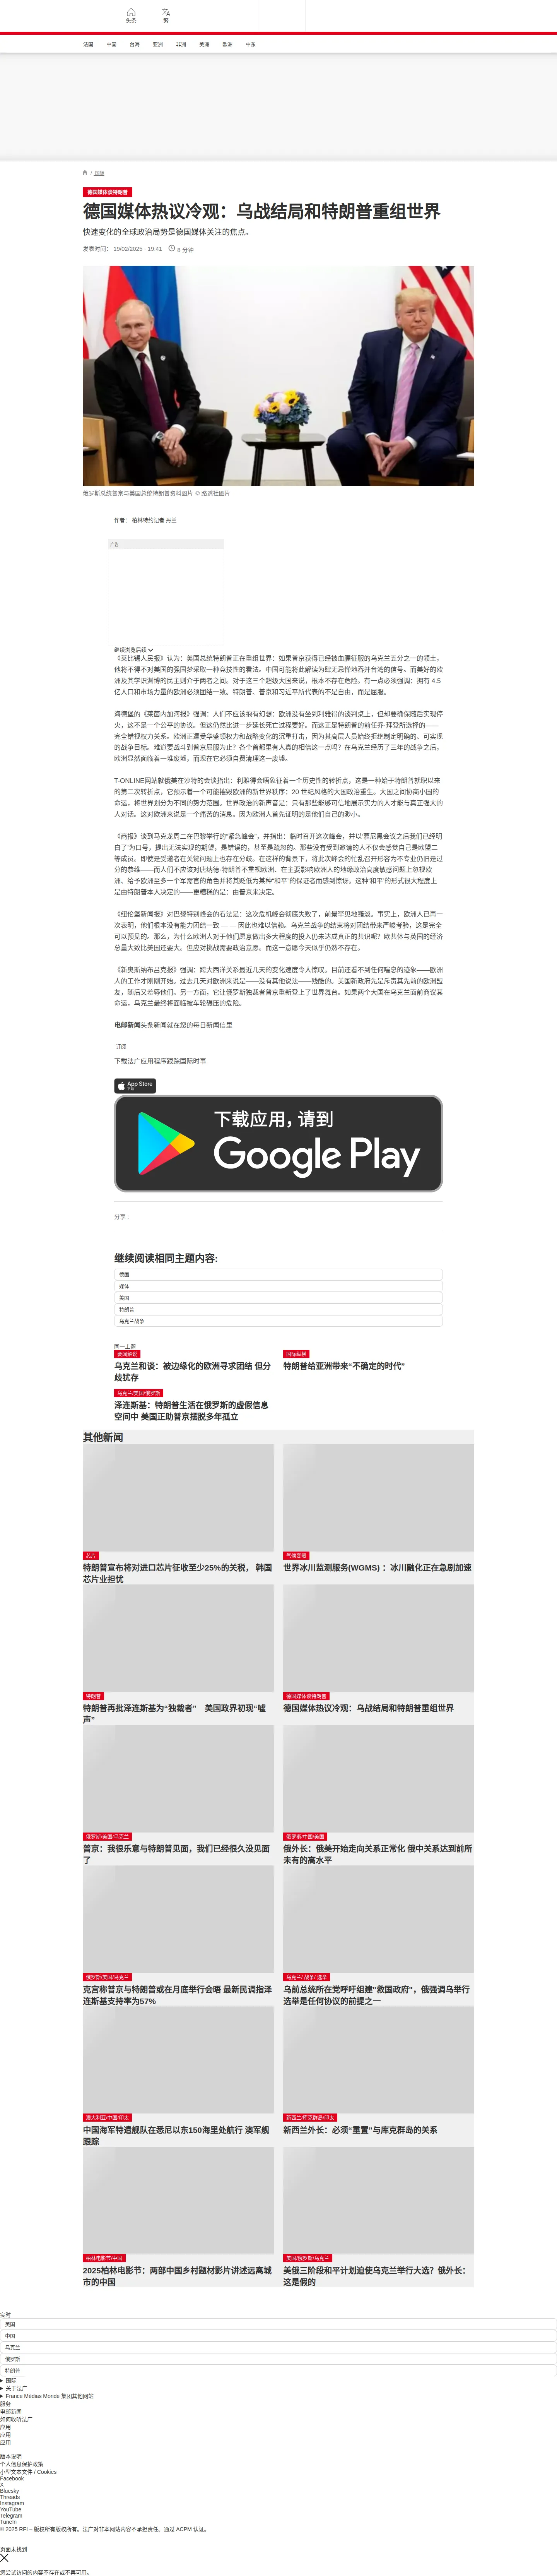 头条
繁
法国
中国
台海
亚洲
非洲
美洲
欧洲
中东
/ 国际
德国媒体谈特朗普
德国媒体热议冷观：乌战结局和特朗普重组世界
快速变化的全球政治局势是德国媒体关注的焦点。
发表时间： 19/02/2025 - 19:41
8 分钟
俄罗斯总统普京与美国总统特朗普资料图片 © 路透社图片
作者： 柏林特约记者 丹兰
广告
继续浏览后续
《莱比锡人民报》认为：美国总统特朗普正在重组世界：如果普京获得已经被血腥征服的乌克兰五分之一的领土，
他将不得不对美国的强国梦采取一种竞技性的看法。中国可能将此解读为肆无忌惮地吞并台湾的信号。而美好的欧
洲及其学识渊博的民主则介于两者之间。对于这三个超级大国来说，根本不存在危险。有一点必须强调：拥有 4.5
亿人口和市场力量的欧洲必须团结一致。特朗普、普京和习近平所代表的不是自由，而是屈服。
海德堡的《莱茵内加河报》强调：人们不应该抱有幻想：欧洲没有坐到利雅得的谈判桌上，但却要确保随后实现停
火，这不是一个公平的协议。但这仍然比进一步延长死亡过程要好。而这正是特朗普的前任乔·拜登所选择的——
完全错视权力关系。欧洲正遭受华盛顿权力和战略变化的沉重打击，因为其高层人员始终拒绝制定明确的、可实现
的战争目标。难道要战斗到普京屈服为止？各个首都里有人真的相信这一点吗？在乌克兰经历了三年的战争之后，
欧洲显然面临着一堆废墟，而现在它必须自费清理这一废墟。
T-ONLINE网站就俄美在沙特的会谈指出：利雅得会晤象征着一个历史性的转折点，这是一种始于特朗普就职以来
的第二次转折点，它预示着一个可能摧毁欧洲的新世界秩序：20 世纪风格的大国政治重生。大国之间协商小国的
命运，将世界划分为不同的势力范围。世界政治的新声音是：只有那些能够可信地展示实力的人才能与真正强大的
人对话。这对欧洲来说是一个痛苦的消息。因为欧洲人首先证明的是他们自己的渺小。
《商报》谈到马克龙周二在巴黎举行的"紧急峰会"，并指出：临时召开这次峰会，并以'慕尼黑会议之后我们已经明
白了'为口号，提出无法实现的期望，是错误的，甚至是疏忽的。那些没有受到邀请的人不仅会感觉自己是欧盟二
等成员。即使是受邀者在关键问题上也存在分歧。在这样的背景下，将此次峰会的忙乱召开形容为不专业仍旧是过
分的恭维——而人们不应该对唐纳德·特朗普不重视欧洲、在主要影响欧洲人的地缘政治高度敏感问题上忽视欧
洲、给予欧洲至多一个军需官的角色并将其贬低为某种'和平'的保证者而感到惊讶。这种'和平'的形式很大程度上
是由特朗普本人决定的——更糟糕的是：由普京来决定。
《纽伦堡新闻报》对巴黎特别峰会的看法是：这次危机峰会彻底失败了，前景罕见地黯淡。事实上，欧洲人已再一
次表明，他们根本没有能力团结一致 — — 因此也难以信赖。乌克兰战争的结束将对团结带来严峻考验，这是完全
可以预见的。那么，为什么欧洲人对于他们愿意做出多大程度的投入仍未达成真正的共识呢？欧共体与英国的经济
总量大致比美国还要大。但应对挑战需要政治意愿。而这一意愿今天似乎仍然不存在。
《新奥斯纳布吕克报》强调：跨大西洋关系最近几天的变化速度令人惊叹。目前还看不到任何喘息的迹象——欧洲
人的工作才刚刚开始。过去几天对欧洲来说是——没有其他说法——残酷的。美国新政府先是斥责其先前的欧洲盟
友，随后又羞辱他们。另一方面，它让俄罗斯独裁者普京重新登上了世界舞台。如果两个大国在乌克兰面前商议其
命运，乌克兰最终将面临被车轮碾压的危险。
电邮新闻头条新闻就在您的每日新闻信里
订阅
下载法广应用程序跟踪国际时事
App Store
下载
下载应用，请到
Google Play
分享 :
继续阅读相同主题内容:
德国
媒体
美国
特朗普
乌克兰战争
同一主题
要闻解说
乌克兰和谈：被边缘化的欧洲寻求团结 但分
歧犹存
国际纵横
特朗普给亚洲带来“不确定的时代”
乌克兰/美国/俄罗斯
泽连斯基：特朗普生活在俄罗斯的虚假信息
空间中 美国正助普京摆脱多年孤立
其他新闻
芯片
特朗普宣布将对进口芯片征收至少25%的关税， 韩国
芯片业担忧
气候变暖
世界冰川监测服务(WGMS) ：冰川融化正在急剧加速
特朗普
特朗普再批泽连斯基为“独裁者” 美国政界初现“嘘
声”
德国媒体谈特朗普
德国媒体热议冷观：乌战结局和特朗普重组世界
俄罗斯/美国/乌克兰
普京：我很乐意与特朗普见面，我们已经很久没见面
了
俄罗斯/中国/美国
俄外长：俄美开始走向关系正常化 俄中关系达到前所
未有的高水平
俄罗斯/美国/乌克兰
克宫称普京与特朗普或在月底举行会晤 最新民调指泽
连斯基支持率为57%
乌克兰/ 战争/ 选举
乌前总统所在党呼吁组建"救国政府"，俄强调乌举行
选举是任何协议的前提之一
澳大利亚/中国/印太
中国海军特遣舰队在悉尼以东150海里处航行 澳军舰
跟踪
新西兰/库克群岛/印太
新西兰外长：必须“重置”与库克群岛的关系
柏林电影节/中国
2025柏林电影节：两部中国乡村题材影片讲述远离城
市的中国
美国/俄罗斯/乌克兰
美俄三阶段和平计划迫使乌克兰举行大选？俄外长：
这是假的
实时
美国
中国
乌克兰
俄罗斯
特朗普
国际
关于法广
France Médias Monde 集团其他网站
服务
电邮新闻
如何收听法广
应用
应用
应用
版本说明
个人信息保护政策
小型文本文件 / Cookies
Facebook
X
Bluesky
Threads
Instagram
YouTube
Telegram
TuneIn
© 2025 RFI – 版权所有版权所有。法广对非本网站内容不承担责任。通过 ACPM 认证。
页面未找到
您尝试访问的内容不存在或不再可用。